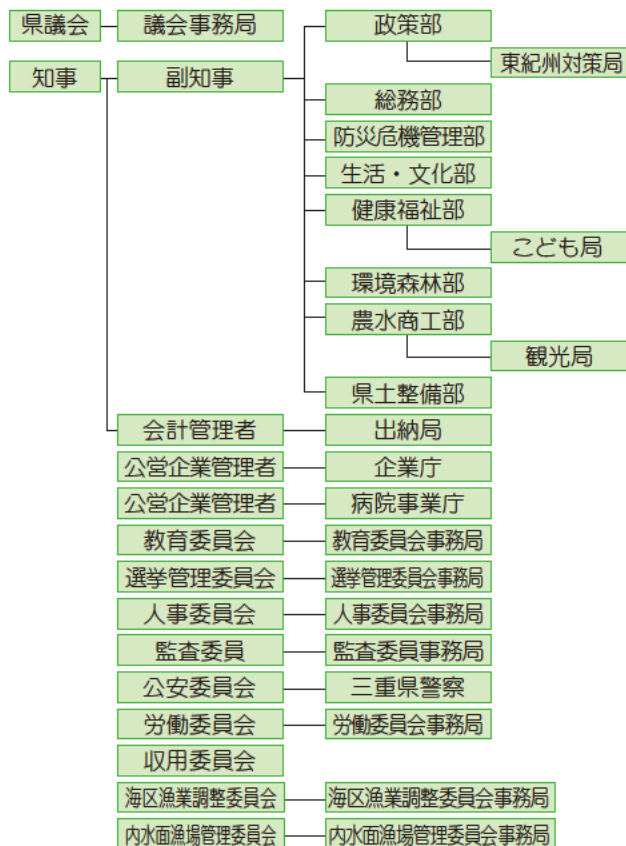 県議会 議会事務局 政策部
東紀州対策局
知事 副知事
総務部
防災危機管理部
生活・文化部
健康福祉部
こども局
環境森林部
農水商工部
観光局
県土整備部
会計管理者 出納局
公営企業管理者 企業庁
公営企業管理者 病院事業庁
教育委員会 教育委員会事務局
選挙管理委員会 選挙管理委員会事務局
人事委員会 人事委員会事務局
監査委員 監査委員事務局
公安委員会 三重県警察
労働委員会 労働委員会事務局
収用委員会
海区漁業調整委員会 海区漁業調整委員会事務局
内水面漁場管理委員会 内水面漁場管理委員会事務局